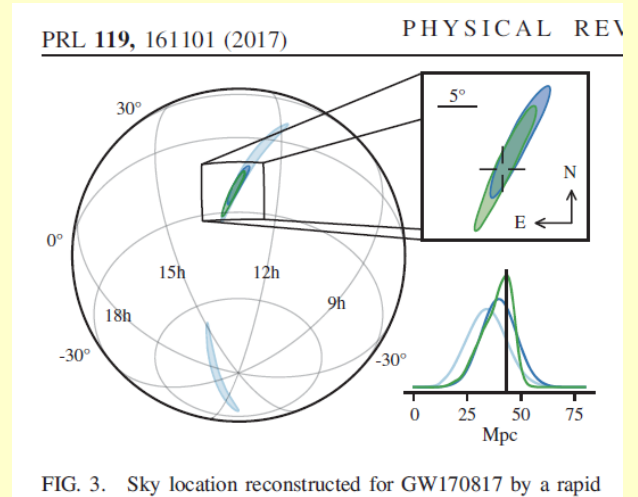 PRL 119, 161101 (2017)
PHYSICAL REV
30°
5°
N
E
0°
15h
12h
9h
18h
-30°
-30°
0 25 50 75
Mpc
FIG. 3. Sky location reconstructed for GW170817 by a rapid